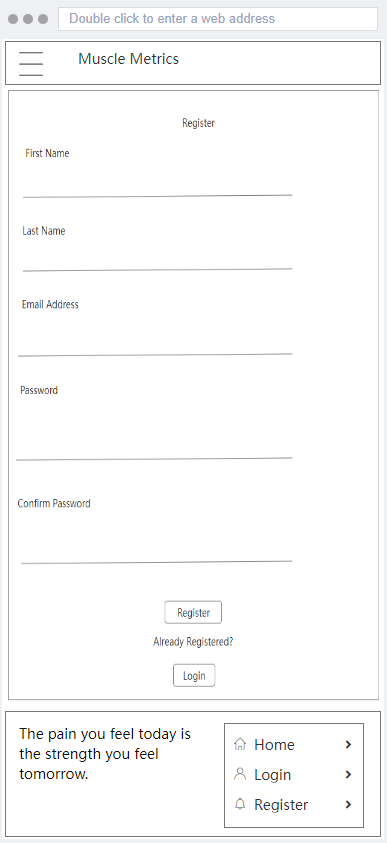 Double click to enter a web address
Muscle Metrics
Register
First Name
Last Name
Email Address
Password
Confirm Password
Register
Already Registered?
Login
The pain you feel today is
the strength you feel
tomorrow.
Home
Login
Register